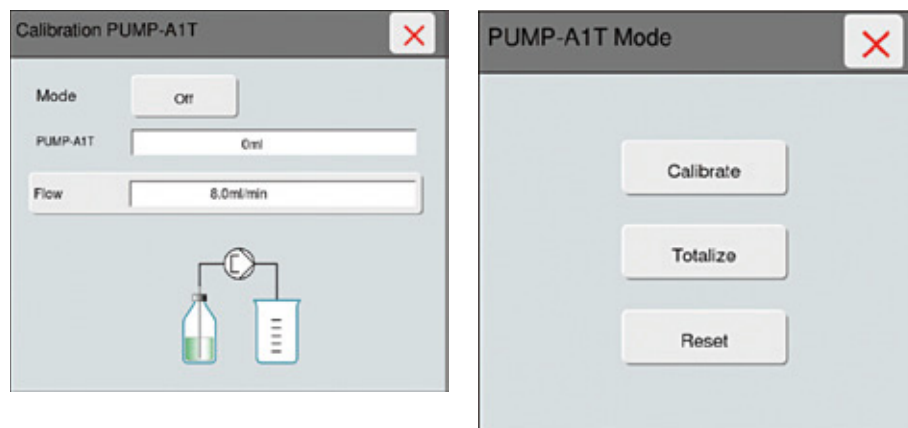 Calibration PUMP-A1T
Mode Off
PUMP-A1T 0ml
Flow 8.0ml/min
PUMP-A1T Mode
Calibrate
Totalize
Reset